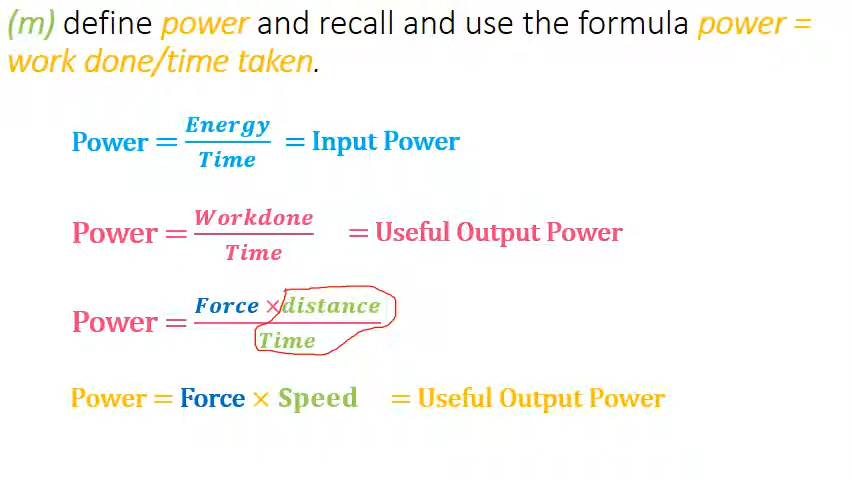 (m) define power and recall and use the formula power =
work done/time taken.
Power = Energy/Time = Input Power
Power = Workdone/Time = Useful Output Power
Power = Force × distance/Time
Power = Force × Speed = Useful Output Power